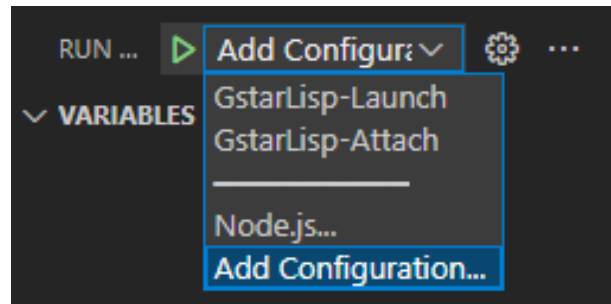 RUN ... Add Configura
VARIABLES
GstarLisp-Launch
GstarLisp-Attach
Node.js...
Add Configuration...